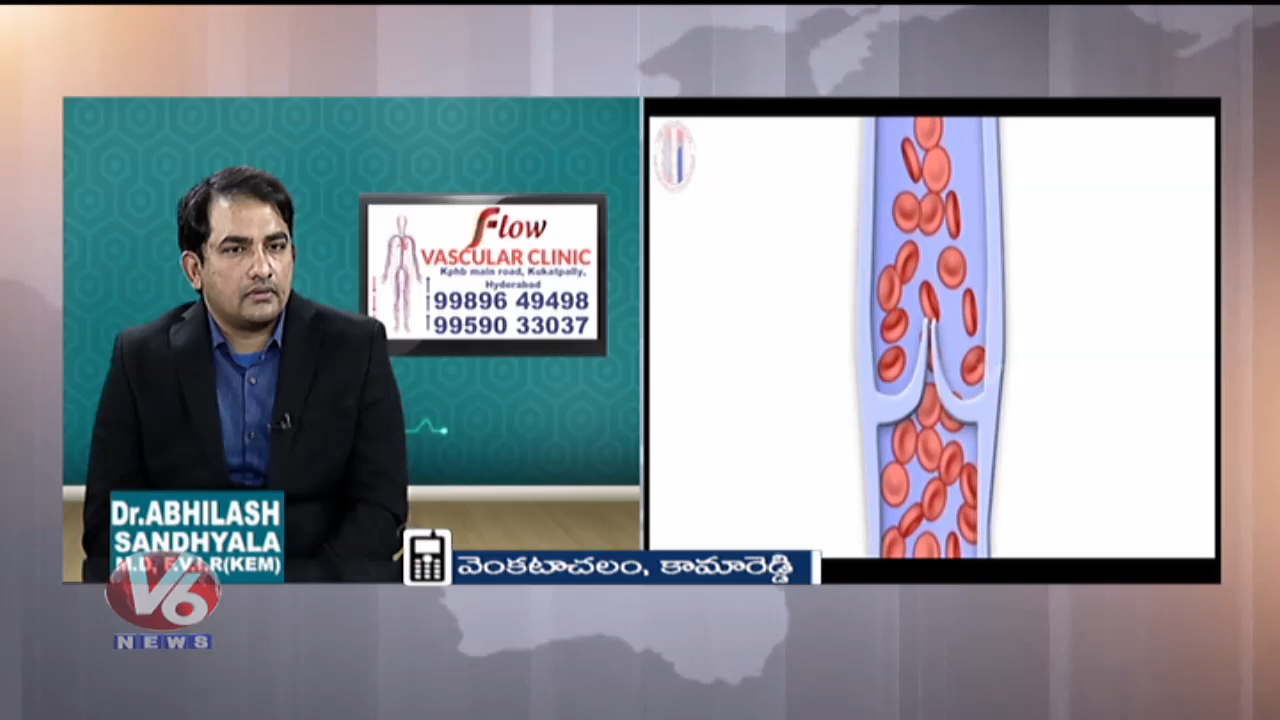 Flow
VASCULAR CLINIC
Kphb main road, Kukatpally,
Hyderabad
99896 49498
99590 33037
Dr.ABHILASH
SANDHYALA
M.D, F.V.I.R(KEM)
వెంకటాచలం, కామారెడ్డి
V6
NEWS